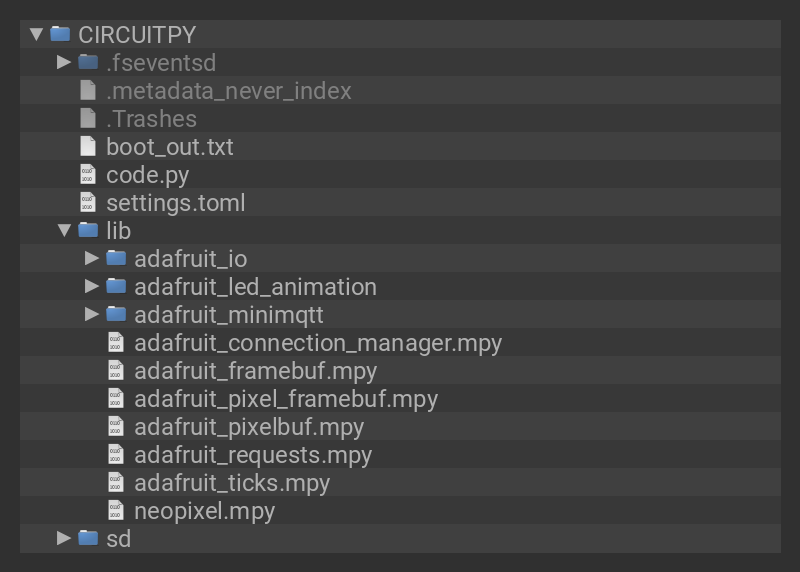 CIRCUITPY
.fseventsd
.metadata_never_index
.Trashes
boot_out.txt
code.py
settings.toml
lib
adafruit_io
adafruit_led_animation
adafruit_minimqtt
adafruit_connection_manager.mpy
adafruit_framebuf.mpy
adafruit_pixel_framebuf.mpy
adafruit_pixelbuf.mpy
adafruit_requests.mpy
adafruit_ticks.mpy
neopixel.mpy
sd